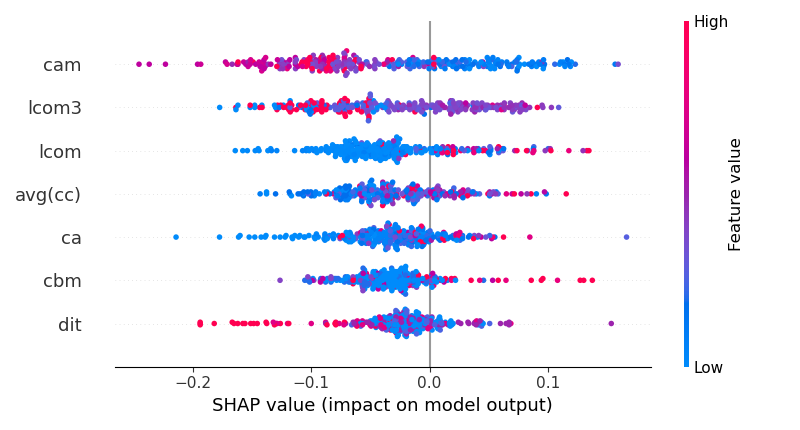 High
cam
lcom3
lcom
avg(cc)
ca
cbm
dit
Feature value
Low
−0.2
−0.1
0.0
0.1
SHAP value (impact on model output)